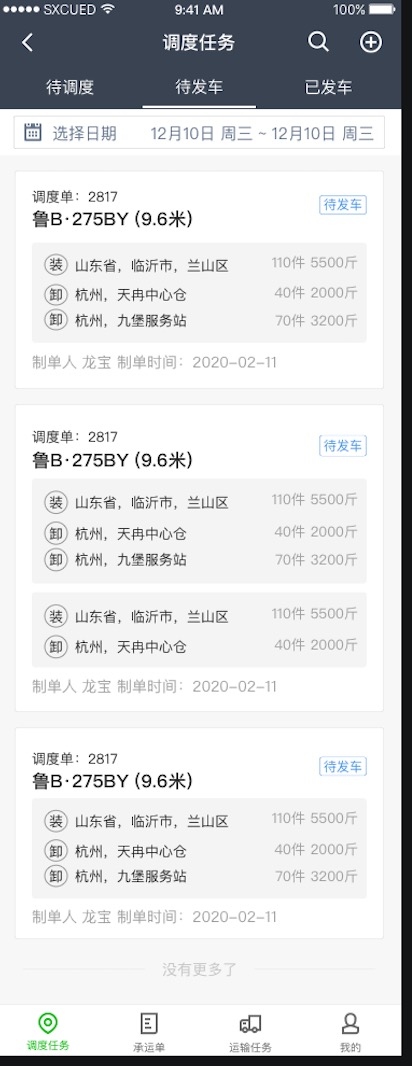 SXCUED 9:41 AM 100%
调度任务
待调度 待发车 已发车
选择日期 12月10日 周三 ~ 12月10日 周三
调度单：2817
鲁B·275BY (9.6米) 待发车
装 山东省，临沂市，兰山区 110件 5500斤
卸 杭州，天冉中心仓 40件 2000斤
卸 杭州，九堡服务站 70件 3200斤
制单人 龙宝 制单时间：2020-02-11
调度单：2817
鲁B·275BY (9.6米) 待发车
装 山东省，临沂市，兰山区 110件 5500斤
卸 杭州，天冉中心仓 40件 2000斤
卸 杭州，九堡服务站 70件 3200斤
装 山东省，临沂市，兰山区 110件 5500斤
卸 杭州，天冉中心仓 40件 2000斤
制单人 龙宝 制单时间：2020-02-11
调度单：2817
鲁B·275BY (9.6米) 待发车
装 山东省，临沂市，兰山区 110件 5500斤
卸 杭州，天冉中心仓 40件 2000斤
卸 杭州，九堡服务站 70件 3200斤
制单人 龙宝 制单时间：2020-02-11
没有更多了
调度任务 承运单 运输任务 我的